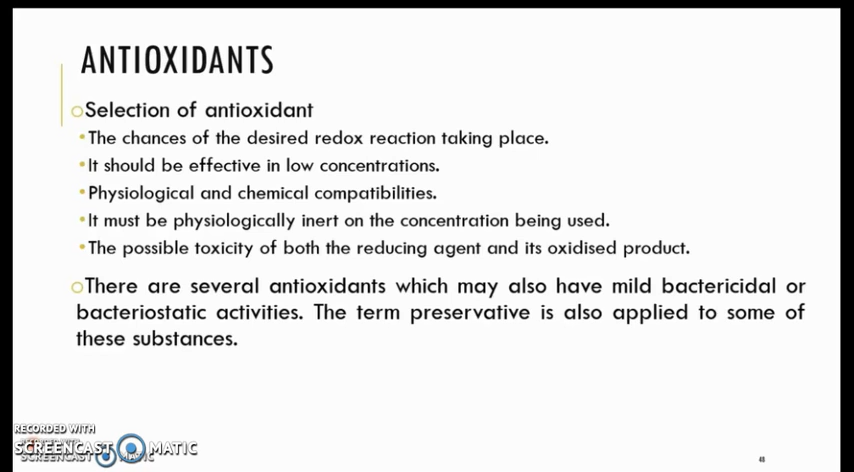 ANTIOXIDANTS
Selection of antioxidant
The chances of the desired redox reaction taking place.
It should be effective in low concentrations.
Physiological and chemical compatibilities.
It must be physiologically inert on the concentration being used.
The possible toxicity of both the reducing agent and its oxidised product.
There are several antioxidants which may also have mild bactericidal or
bacteriostatic activities. The term preservative is also applied to some of
these substances.
RECORDED WITH
SCREENCAST MATIC
SCREENCAST MATIC
48